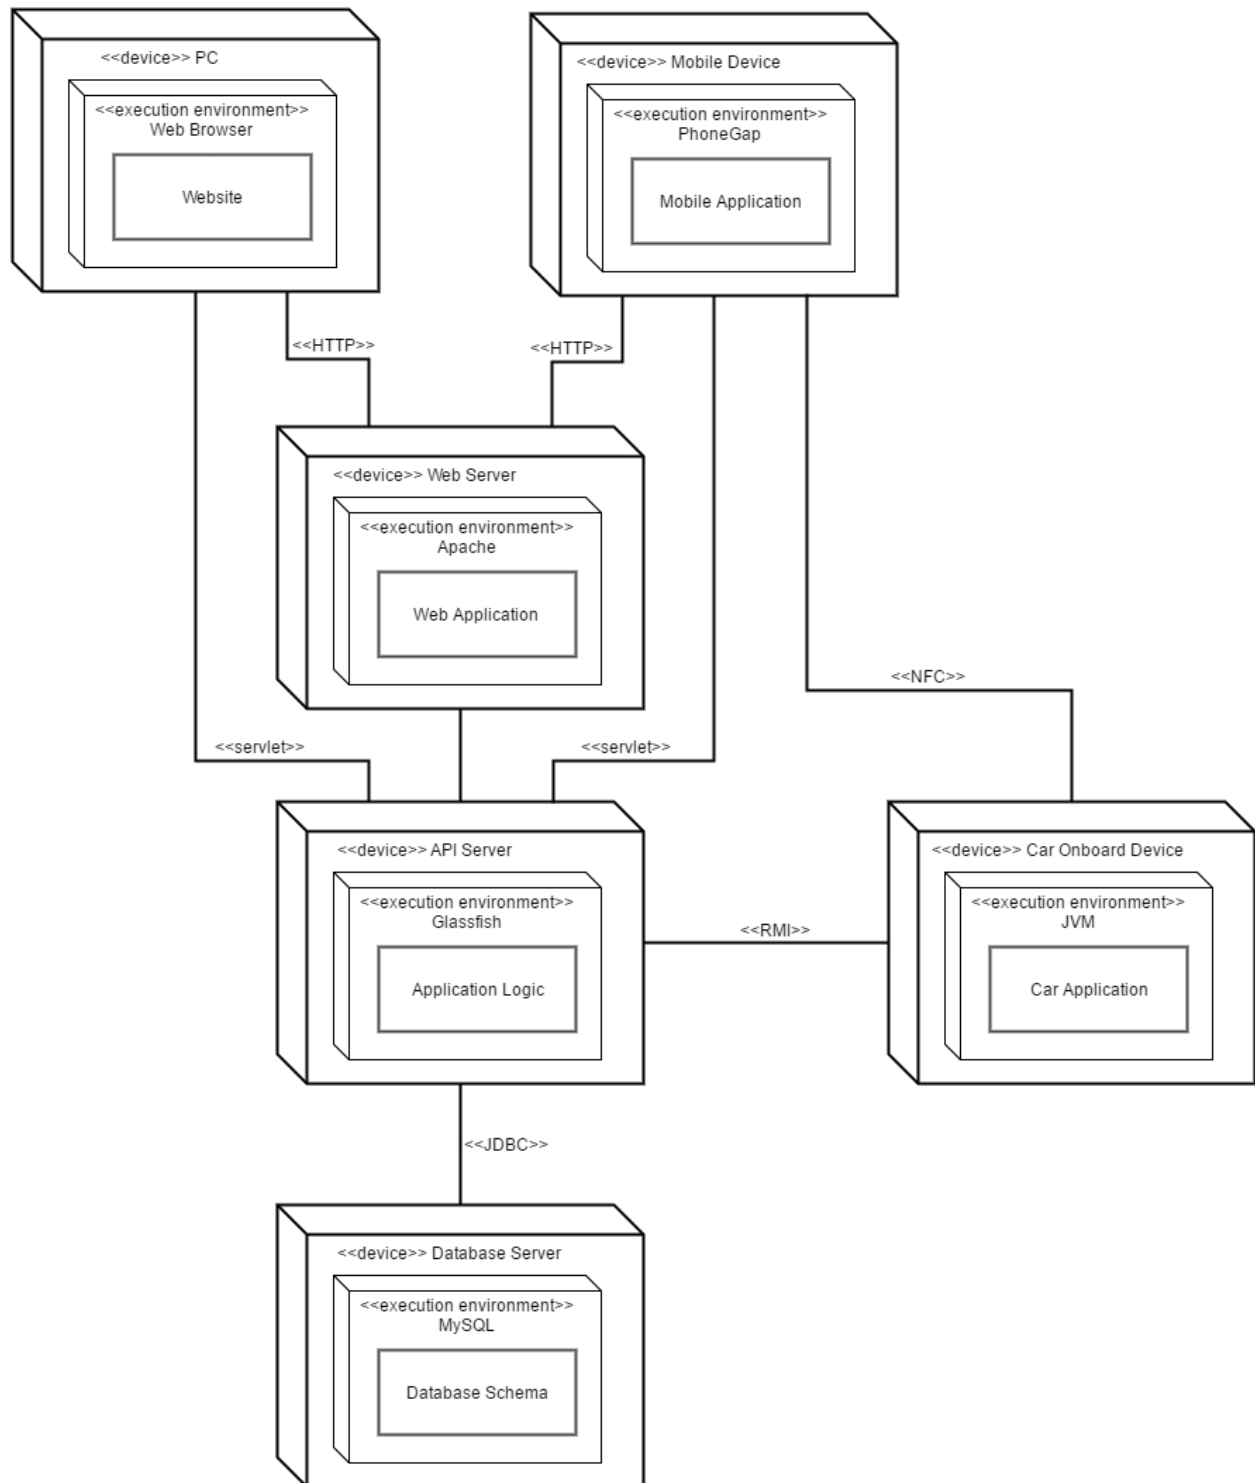 <<device>> PC
<<execution environment>>
Web Browser
Website
<<device>> Mobile Device
<<execution environment>>
PhoneGap
Mobile Application
<<HTTP>>
<<HTTP>>
<<device>> Web Server
<<execution environment>>
Apache
Web Application
<<NFC>>
<<servlet>>
<<servlet>>
<<device>> API Server
<<execution environment>>
Glassfish
Application Logic
<<RMI>>
<<device>> Car Onboard Device
<<execution environment>>
JVM
Car Application
<<JDBC>>
<<device>> Database Server
<<execution environment>>
MySQL
Database Schema